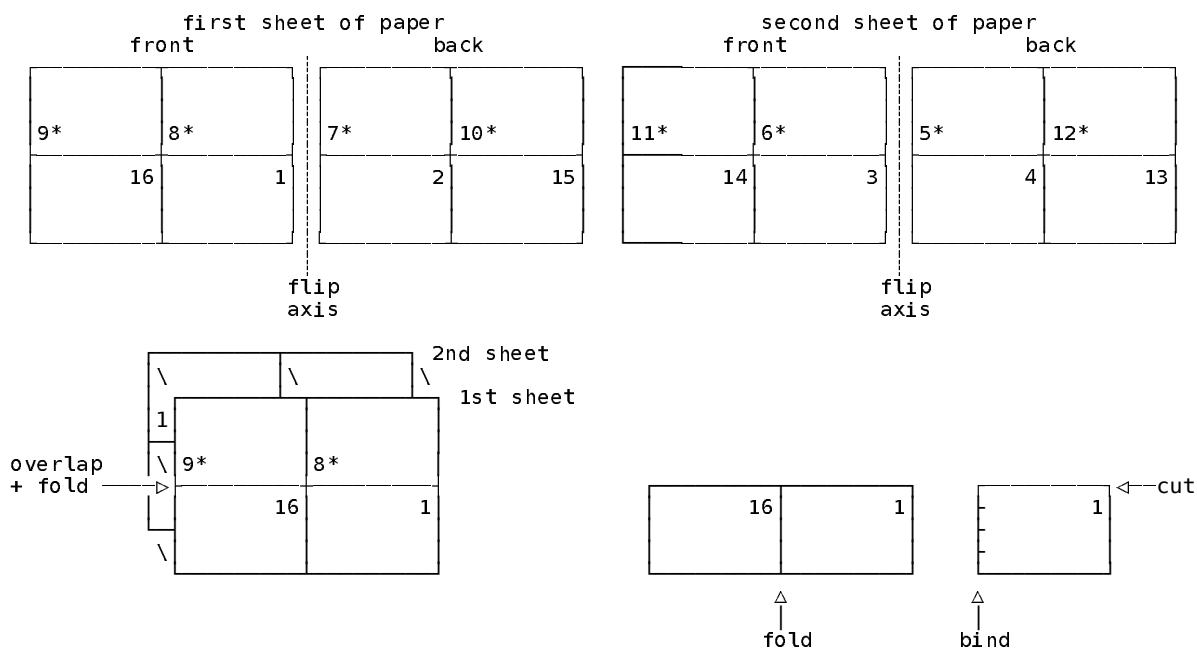 first sheet of paper second sheet of paper
front back front back
9* 8* 7* 10* 11* 6* 5* 12*
16 1 2 15 14 3 4 13
flip flip
axis axis
2nd sheet
\ \ \
1st sheet
1
overlap \ 9* 8*
+ fold
16 1 16 1 1 cut
\
fold bind